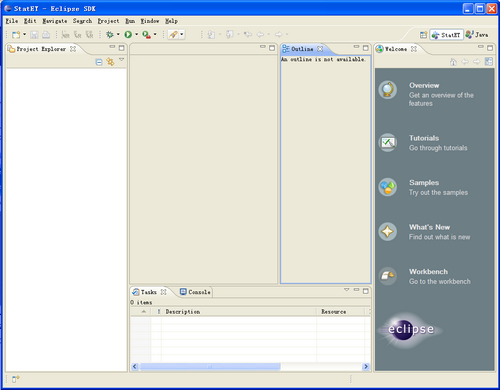 StatET - Eclipse SDK
File Edit Navigate Search Project Run Window Help
StatET Java
Project Explorer
Outline
An outline is not available.
Welcome
Overview
Get an overview of the
features
Tutorials
Go through tutorials
Samples
Try out the samples
What's New
Find out what is new
Workbench
Go to the workbench
eclipse
Tasks Console
0 items
! Description Resource